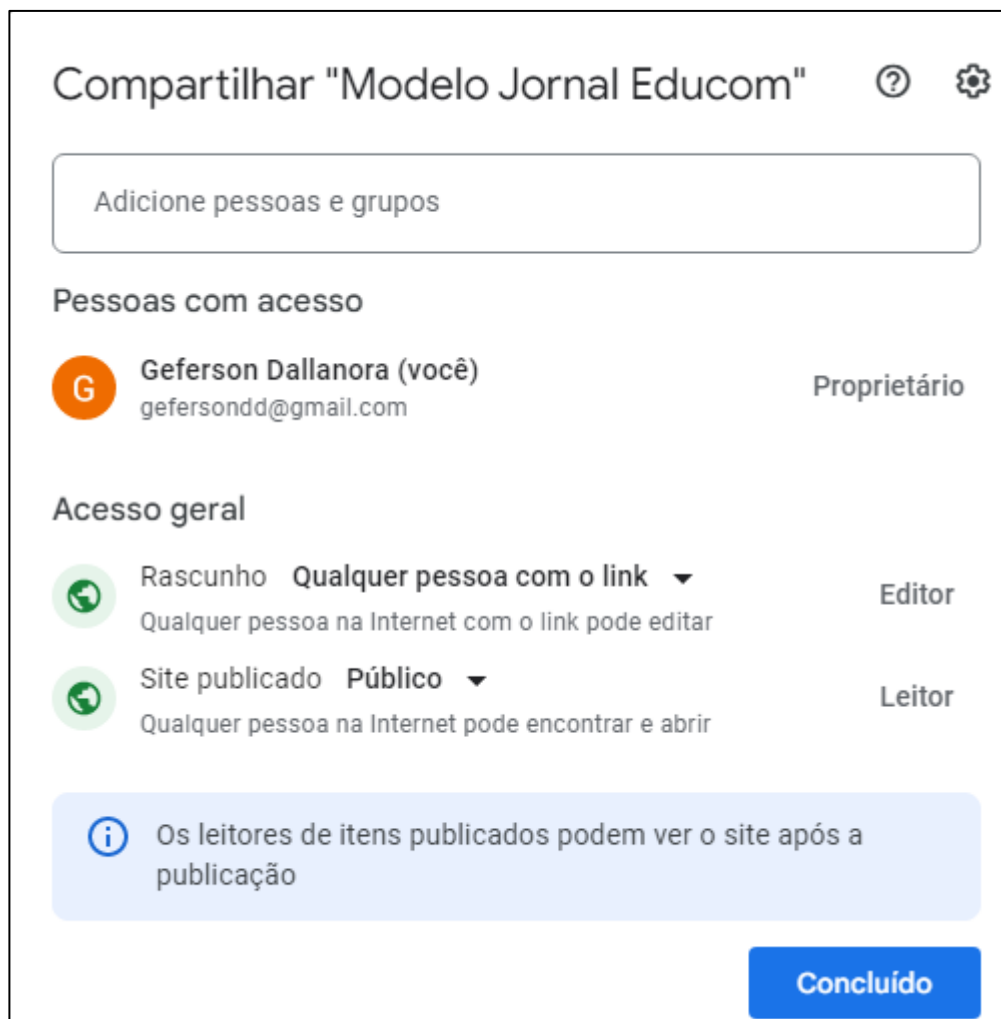 Compartilhar "Modelo Jornal Educom"
Adicione pessoas e grupos
Pessoas com acesso
G
Geferson Dallanora (você)
gefersondd@gmail.com
Proprietário
Acesso geral
Rascunho Qualquer pessoa com o link
Qualquer pessoa na Internet com o link pode editar
Editor
Site publicado Público
Qualquer pessoa na Internet pode encontrar e abrir
Leitor
Os leitores de itens publicados podem ver o site após a
publicação
Concluído